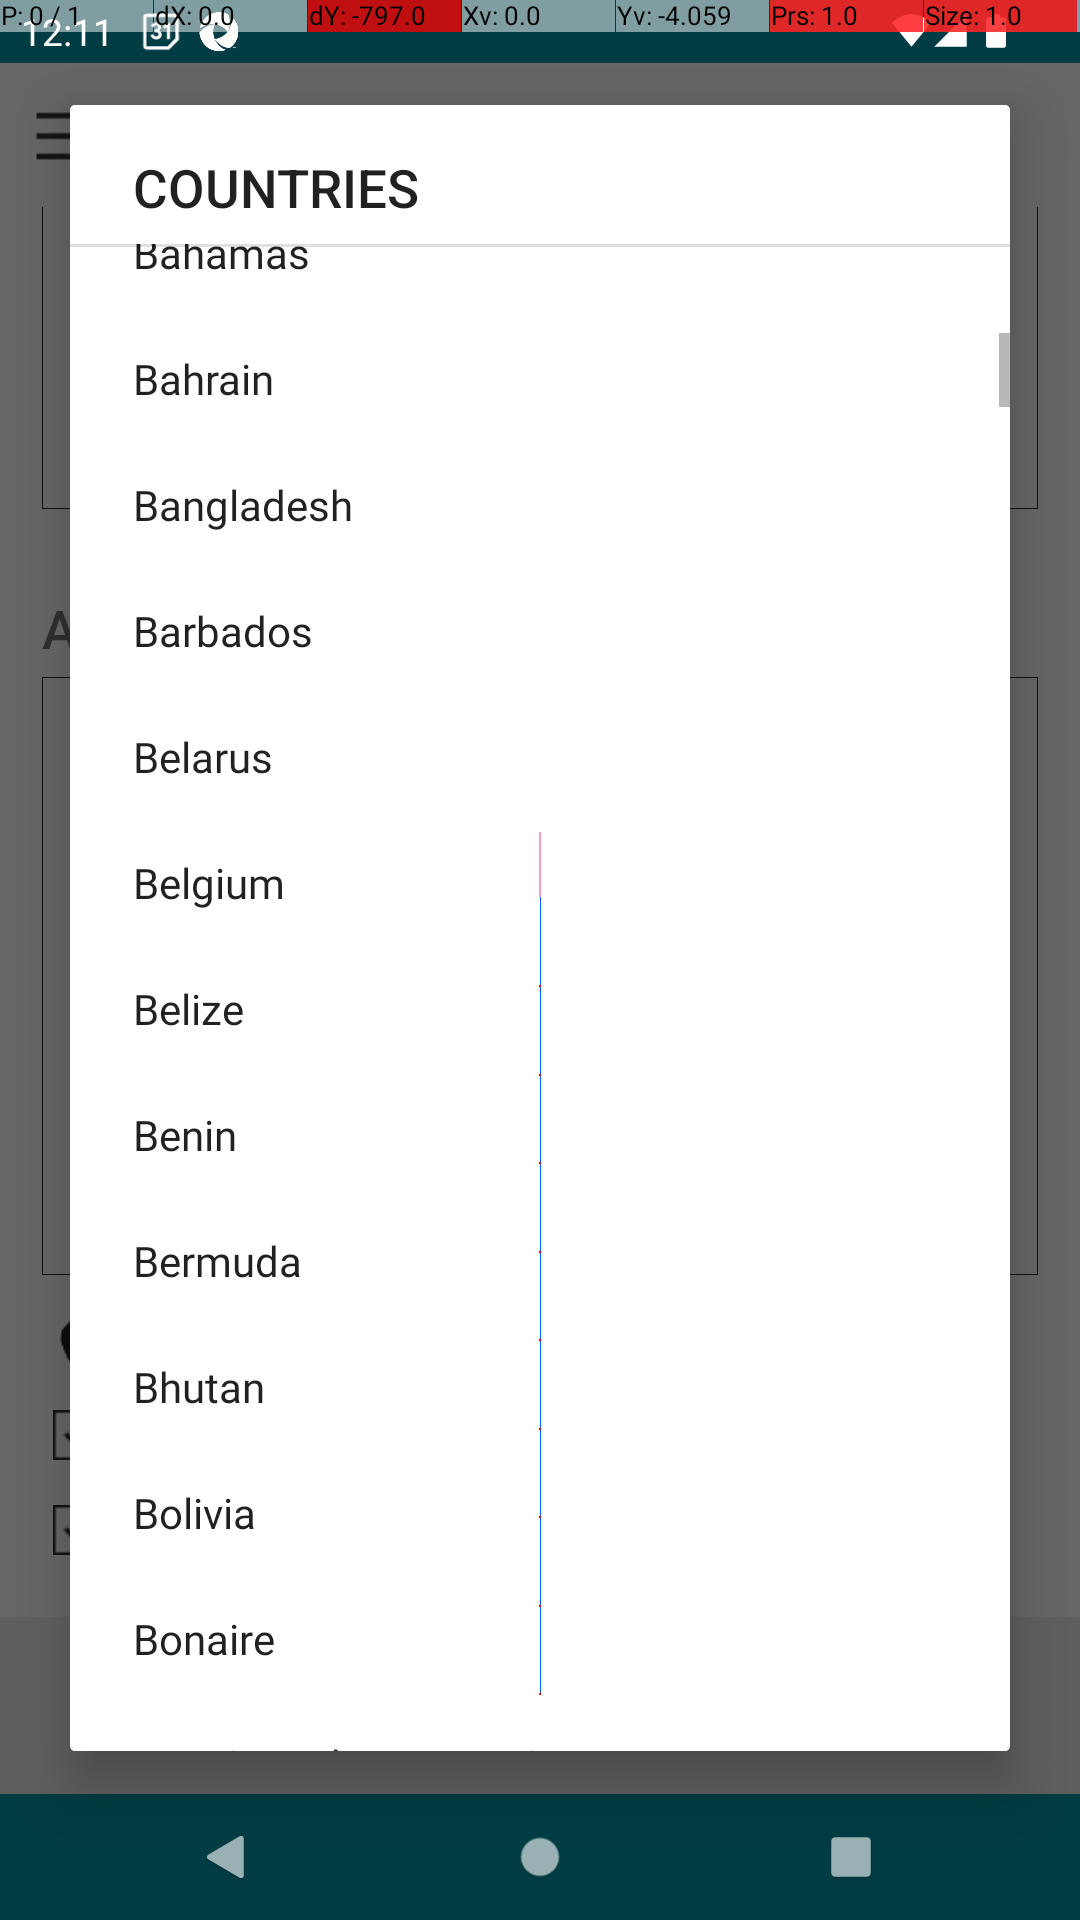 P: 0 / 1 dX: 0.0 dY: -797.0 Xv: 0.0 Yv: -4.059 Prs: 1.0 Size: 1.0
12:11 31
COUNTRIES
Bahamas
Bahrain
Bangladesh
Barbados
Belarus
A
Belgium
Belize
Benin
Bermuda
Bhutan
Bolivia
Bonaire